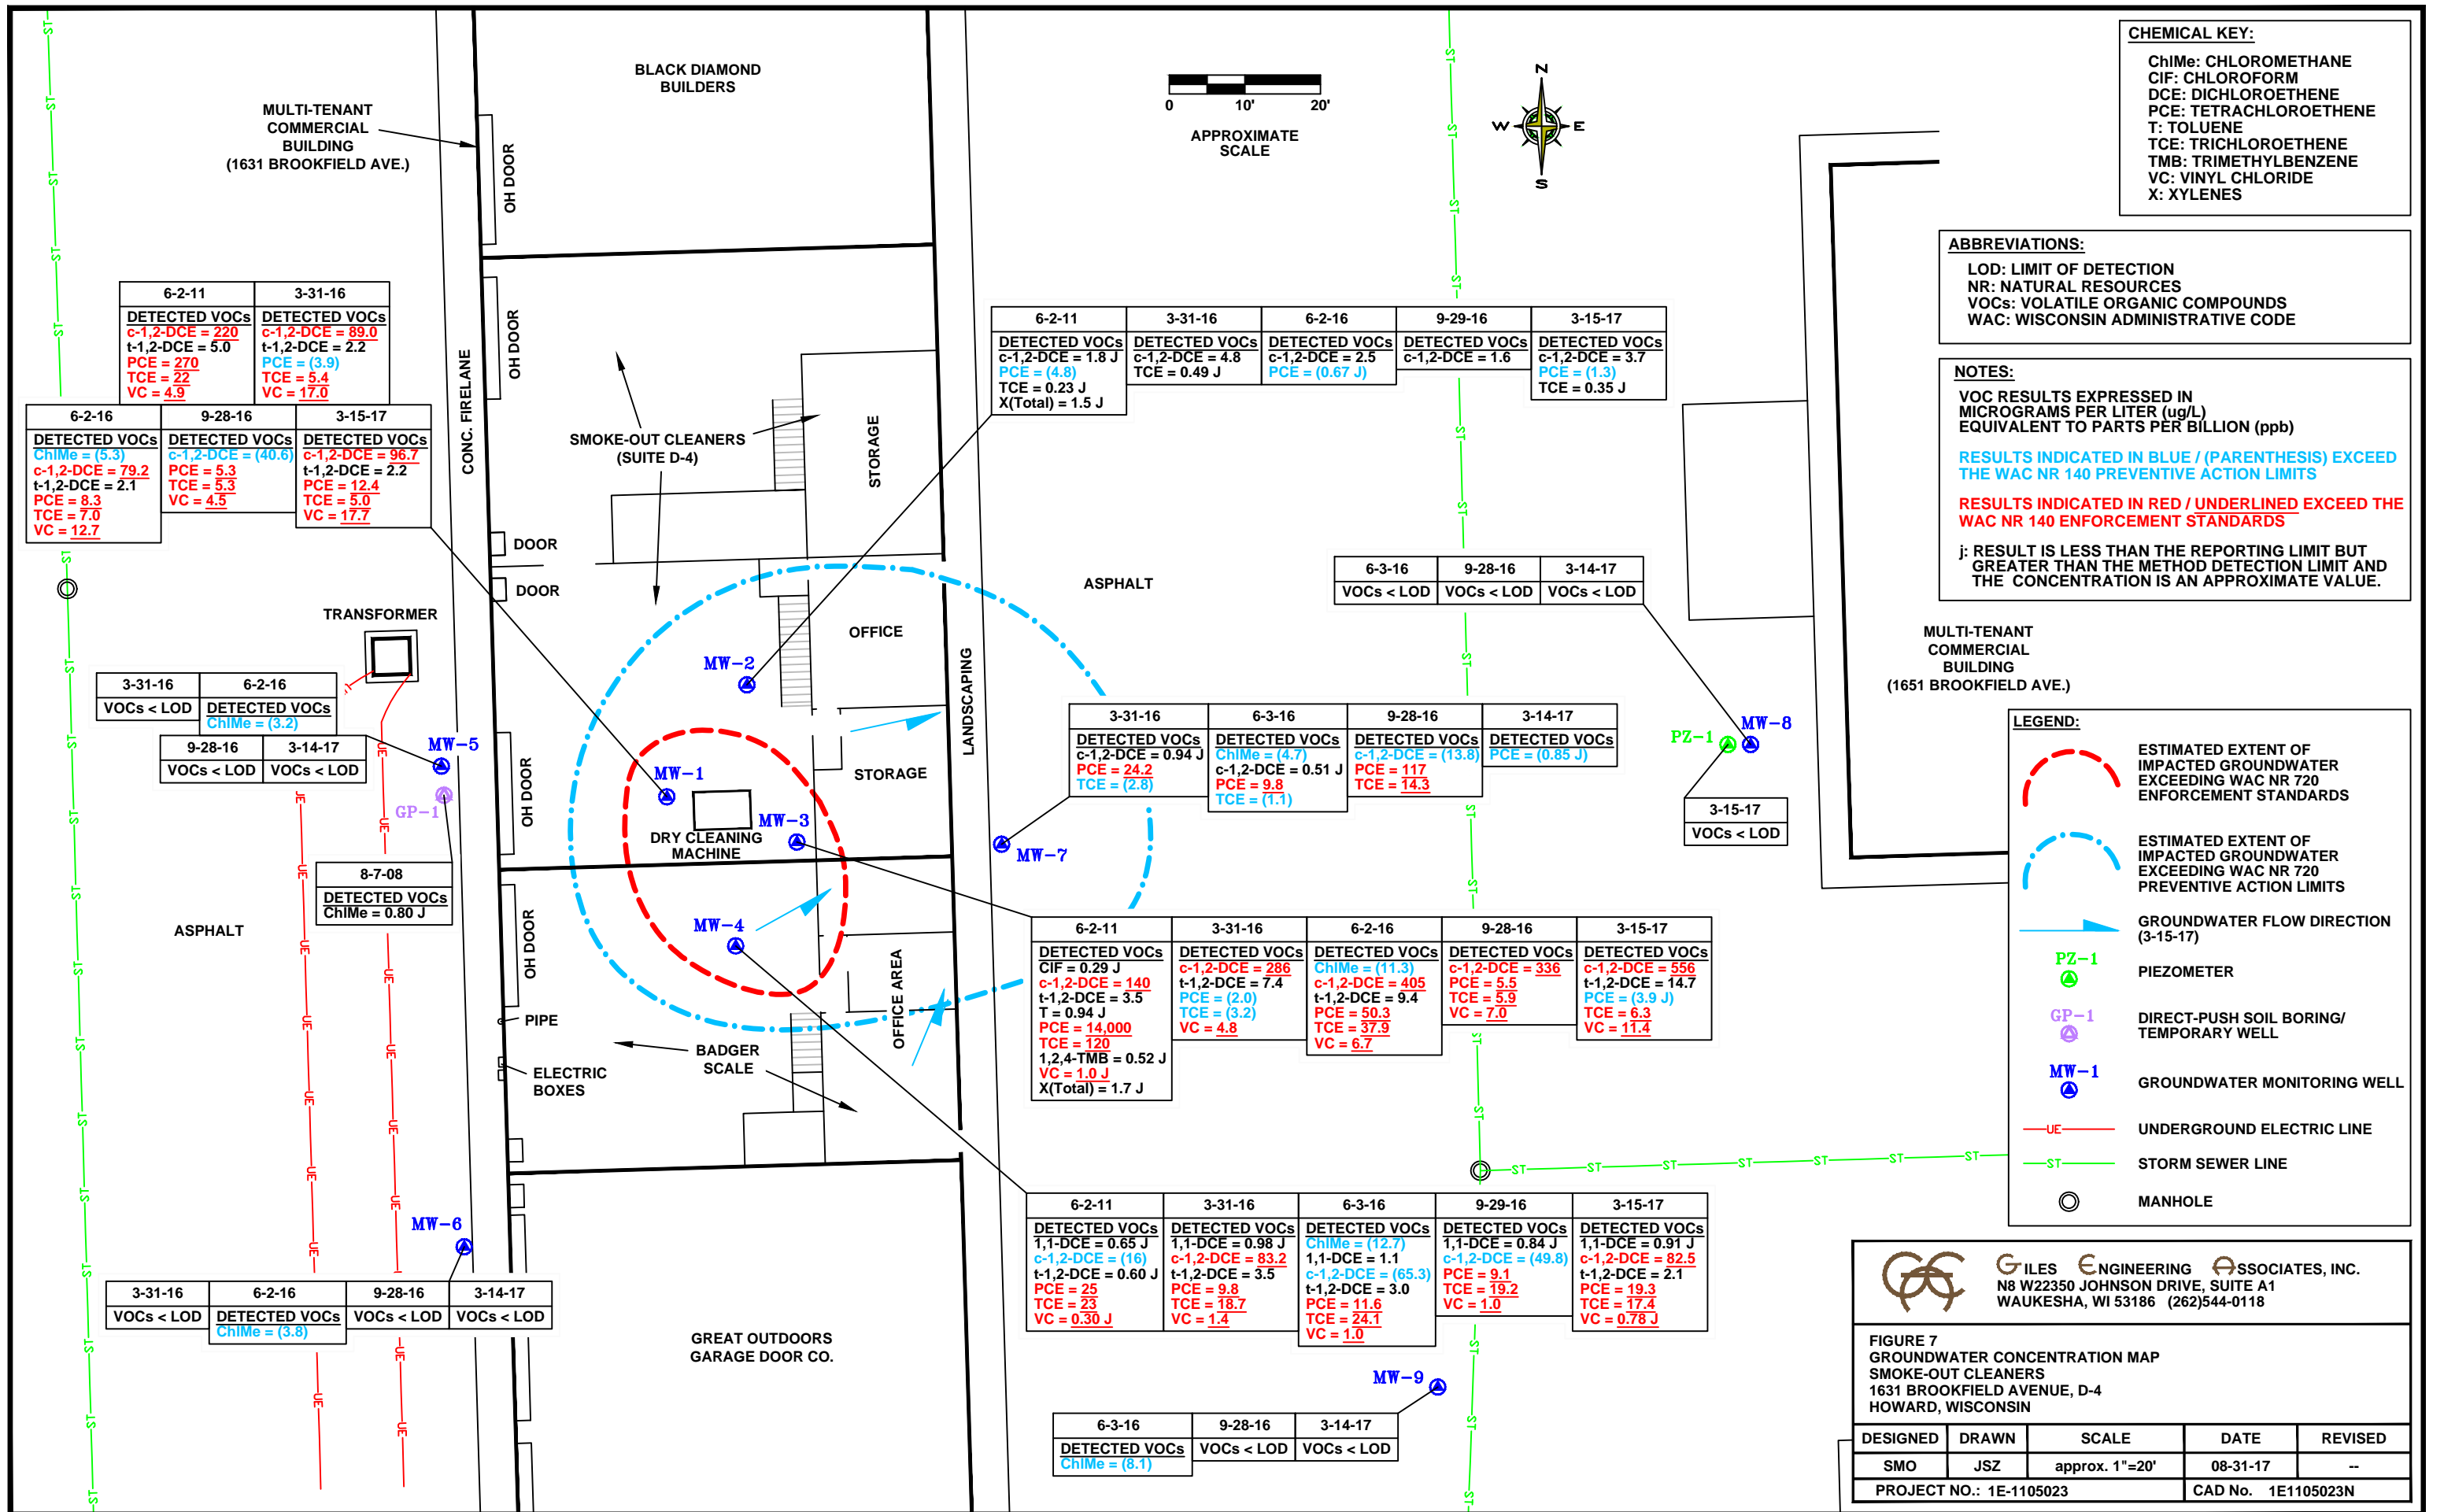 CHEMICAL KEY:
ChlMe: CHLOROMETHANE
ClF: CHLOROFORM
DCE: DICHLOROETHENE
PCE: TETRACHLOROETHENE
T: TOLUENE
TCE: TRICHLOROETHENE
TMB: TRIMETHYLBENZENE
VC: VINYL CHLORIDE
X: XYLENES
ABBREVIATIONS:
LOD: LIMIT OF DETECTION
NR: NATURAL RESOURCES
VOCs: VOLATILE ORGANIC COMPOUNDS
WAC: WISCONSIN ADMINISTRATIVE CODE
NOTES:
VOC RESULTS EXPRESSED IN
MICROGRAMS PER LITER (ug/L)
EQUIVALENT TO PARTS PER BILLION (ppb)
RESULTS INDICATED IN BLUE / (PARENTHESIS) EXCEED
THE WAC NR 140 PREVENTIVE ACTION LIMITS
RESULTS INDICATED IN RED / UNDERLINED EXCEED THE
WAC NR 140 ENFORCEMENT STANDARDS
j: RESULT IS LESS THAN THE REPORTING LIMIT BUT
GREATER THAN THE METHOD DETECTION LIMIT AND
THE CONCENTRATION IS AN APPROXIMATE VALUE.
BLACK DIAMOND
BUILDERS
MULTI-TENANT
COMMERCIAL
BUILDING
(1631 BROOKFIELD AVE.)
0 10' 20'
APPROXIMATE
SCALE
N
W E
S
OH DOOR
OH DOOR
CONC. FIRELANE
SMOKE-OUT CLEANERS
(SUITE D-4)
STORAGE
DOOR
DOOR
TRANSFORMER
OFFICE
LANDSCAPING
ASPHALT
STORAGE
OH DOOR
DRY CLEANING
MACHINE
OH DOOR
OFFICE AREA
PIPE
ELECTRIC
BOXES
BADGER
SCALE
ASPHALT
GREAT OUTDOORS
GARAGE DOOR CO.
MULTI-TENANT
COMMERCIAL
BUILDING
(1651 BROOKFIELD AVE.)
MW-1
6-2-11
DETECTED VOCs
c-1,2-DCE = 220
t-1,2-DCE = 5.0
PCE = 270
TCE = 22
VC = 4.9
3-31-16
DETECTED VOCs
c-1,2-DCE = 89.0
t-1,2-DCE = 2.2
PCE = (3.9)
TCE = 5.4
VC = 17.0
6-2-16
DETECTED VOCs
ChlMe = (5.3)
c-1,2-DCE = 79.2
t-1,2-DCE = 2.1
PCE = 8.3
TCE = 7.0
VC = 12.7
9-28-16
DETECTED VOCs
c-1,2-DCE = (40.6)
PCE = 5.3
TCE = 5.3
VC = 4.5
3-15-17
DETECTED VOCs
c-1,2-DCE = 96.7
t-1,2-DCE = 2.2
PCE = 12.4
TCE = 5.0
VC = 17.7
MW-2
6-2-11
DETECTED VOCs
c-1,2-DCE = 1.8 J
PCE = (4.8)
TCE = 0.23 J
X(Total) = 1.5 J
3-31-16
DETECTED VOCs
c-1,2-DCE = 4.8
TCE = 0.49 J
6-2-16
DETECTED VOCs
c-1,2-DCE = 2.5
PCE = (0.67 J)
9-29-16
DETECTED VOCs
c-1,2-DCE = 1.6
3-15-17
DETECTED VOCs
c-1,2-DCE = 3.7
PCE = (1.3)
TCE = 0.35 J
MW-8
6-3-16
VOCs < LOD
9-28-16
VOCs < LOD
3-14-17
VOCs < LOD
PZ-1
3-15-17
VOCs < LOD
MW-5
3-31-16
VOCs < LOD
6-2-16
DETECTED VOCs
ChlMe = (3.2)
9-28-16
VOCs < LOD
3-14-17
VOCs < LOD
GP-1
8-7-08
DETECTED VOCs
ChlMe = 0.80 J
MW-7
3-31-16
DETECTED VOCs
c-1,2-DCE = 0.94 J
PCE = 24.2
TCE = (2.8)
6-3-16
DETECTED VOCs
ChlMe = (4.7)
c-1,2-DCE = 0.51 J
PCE = 9.8
TCE = (1.1)
9-28-16
DETECTED VOCs
c-1,2-DCE = (13.8)
PCE = 117
TCE = 14.3
3-14-17
DETECTED VOCs
PCE = (0.85 J)
MW-3
6-2-11
DETECTED VOCs
ClF = 0.29 J
c-1,2-DCE = 140
t-1,2-DCE = 3.5
T = 0.94 J
PCE = 14,000
TCE = 120
1,2,4-TMB = 0.52 J
VC = 1.0 J
X(Total) = 1.7 J
3-31-16
DETECTED VOCs
c-1,2-DCE = 286
t-1,2-DCE = 7.4
PCE = (2.0)
TCE = (3.2)
VC = 4.8
6-2-16
DETECTED VOCs
ChlMe = (11.3)
c-1,2-DCE = 405
t-1,2-DCE = 9.4
PCE = 50.3
TCE = 37.9
VC = 6.7
9-28-16
DETECTED VOCs
c-1,2-DCE = 336
PCE = 5.5
TCE = 5.9
VC = 7.0
3-15-17
DETECTED VOCs
c-1,2-DCE = 556
t-1,2-DCE = 14.7
PCE = (3.9 J)
TCE = 6.3
VC = 11.4
MW-4
6-2-11
DETECTED VOCs
1,1-DCE = 0.65 J
c-1,2-DCE = (16)
t-1,2-DCE = 0.60 J
PCE = 25
TCE = 23
VC = 0.30 J
3-31-16
DETECTED VOCs
1,1-DCE = 0.98 J
c-1,2-DCE = 83.2
t-1,2-DCE = 3.5
PCE = 9.8
TCE = 18.7
VC = 1.4
6-3-16
DETECTED VOCs
ChlMe = (12.7)
1,1-DCE = 1.1
c-1,2-DCE = (65.3)
t-1,2-DCE = 3.0
PCE = 11.6
TCE = 24.1
VC = 1.0
9-29-16
DETECTED VOCs
1,1-DCE = 0.84 J
c-1,2-DCE = (49.8)
PCE = 9.1
TCE = 19.2
VC = 1.0
3-15-17
DETECTED VOCs
1,1-DCE = 0.91 J
c-1,2-DCE = 82.5
t-1,2-DCE = 2.1
PCE = 19.3
TCE = 17.4
VC = 0.78 J
MW-6
3-31-16
VOCs < LOD
6-2-16
DETECTED VOCs
ChlMe = (3.8)
9-28-16
VOCs < LOD
3-14-17
VOCs < LOD
MW-9
6-3-16
DETECTED VOCs
ChlMe = (8.1)
9-28-16
VOCs < LOD
3-14-17
VOCs < LOD
LEGEND:
ESTIMATED EXTENT OF
IMPACTED GROUNDWATER
EXCEEDING WAC NR 720
ENFORCEMENT STANDARDS
ESTIMATED EXTENT OF
IMPACTED GROUNDWATER
EXCEEDING WAC NR 720
PREVENTIVE ACTION LIMITS
GROUNDWATER FLOW DIRECTION
(3-15-17)
PZ-1
PIEZOMETER
GP-1
DIRECT-PUSH SOIL BORING/
TEMPORARY WELL
MW-1
GROUNDWATER MONITORING WELL
UE UNDERGROUND ELECTRIC LINE
ST STORM SEWER LINE
MANHOLE
GILES ENGINEERING ASSOCIATES, INC.
N8 W22350 JOHNSON DRIVE, SUITE A1
WAUKESHA, WI 53186 (262)544-0118
FIGURE 7
GROUNDWATER CONCENTRATION MAP
SMOKE-OUT CLEANERS
1631 BROOKFIELD AVENUE, D-4
HOWARD, WISCONSIN
DESIGNED DRAWN SCALE DATE REVISED
SMO JSZ approx. 1"=20' 08-31-17 --
PROJECT NO.: 1E-1105023 CAD No. 1E1105023N